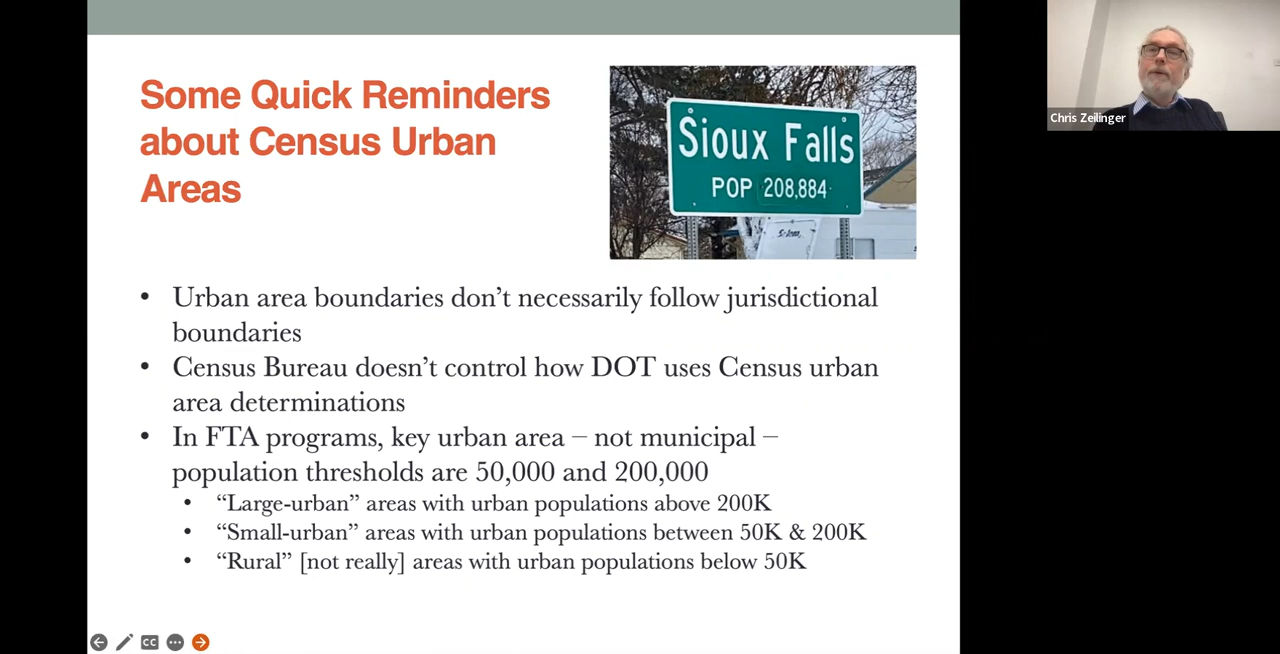 Some Quick Reminders
about Census Urban
Areas
Sioux Falls
POP 208,884
Chris Zeilinger
• Urban area boundaries don’t necessarily follow jurisdictional
boundaries
• Census Bureau doesn’t control how DOT uses Census urban
area determinations
• In FTA programs, key urban area – not municipal –
population thresholds are 50,000 and 200,000
• “Large-urban” areas with urban populations above 200K
• “Small-urban” areas with urban populations between 50K & 200K
• “Rural” [not really] areas with urban populations below 50K
CC